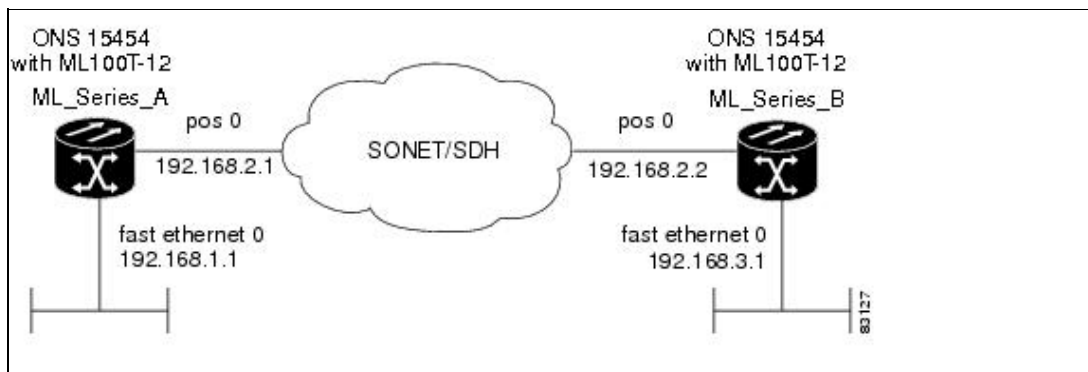 ONS 15454
with ML100T-12
ML_Series_A
pos 0
192.168.2.1
fast ethernet 0
192.168.1.1
SONET/SDH
ONS 15454
with ML100T-12
ML_Series_B
pos 0
192.168.2.2
fast ethernet 0
192.168.3.1
83127